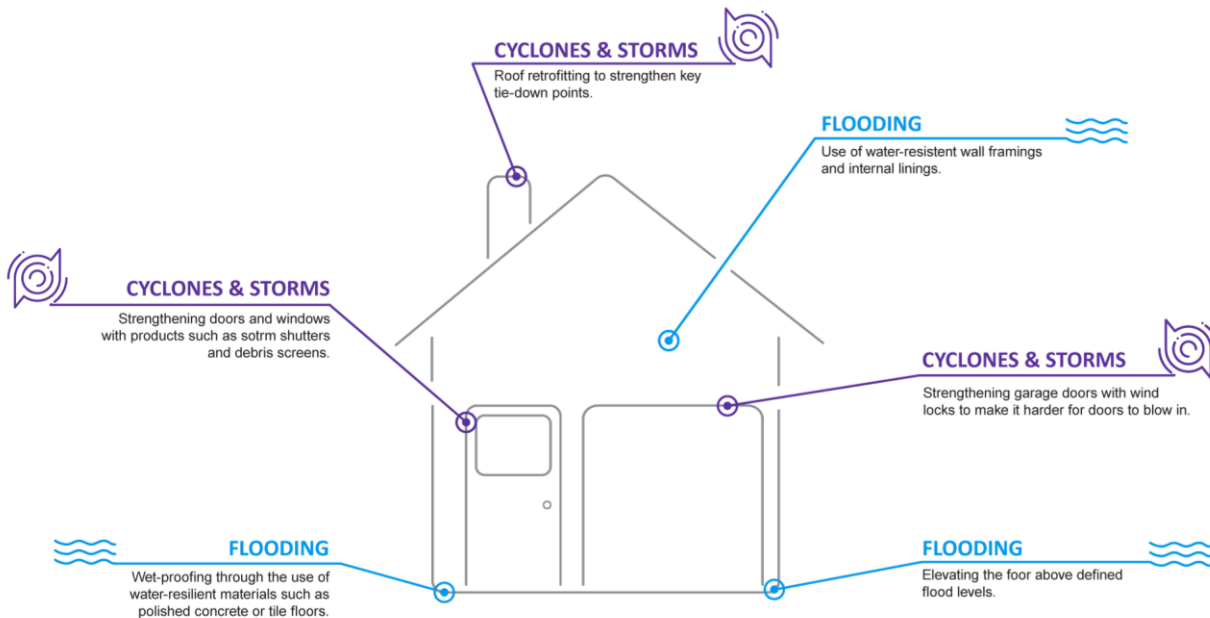 CYCLONES & STORMS
Roof retrofitting to strengthen key
tie-down points.
FLOODING
Use of water-resistent wall framings
and internal linings.
CYCLONES & STORMS
Strengthening doors and windows
with products such as sotrm shutters
and debris screens.
CYCLONES & STORMS
Strengthening garage doors with wind
locks to make it harder for doors to blow in.
FLOODING
Wet-proofing through the use of
water-resilient materials such as
polished concrete or tile floors.
FLOODING
Elevating the foor above defined
flood levels.